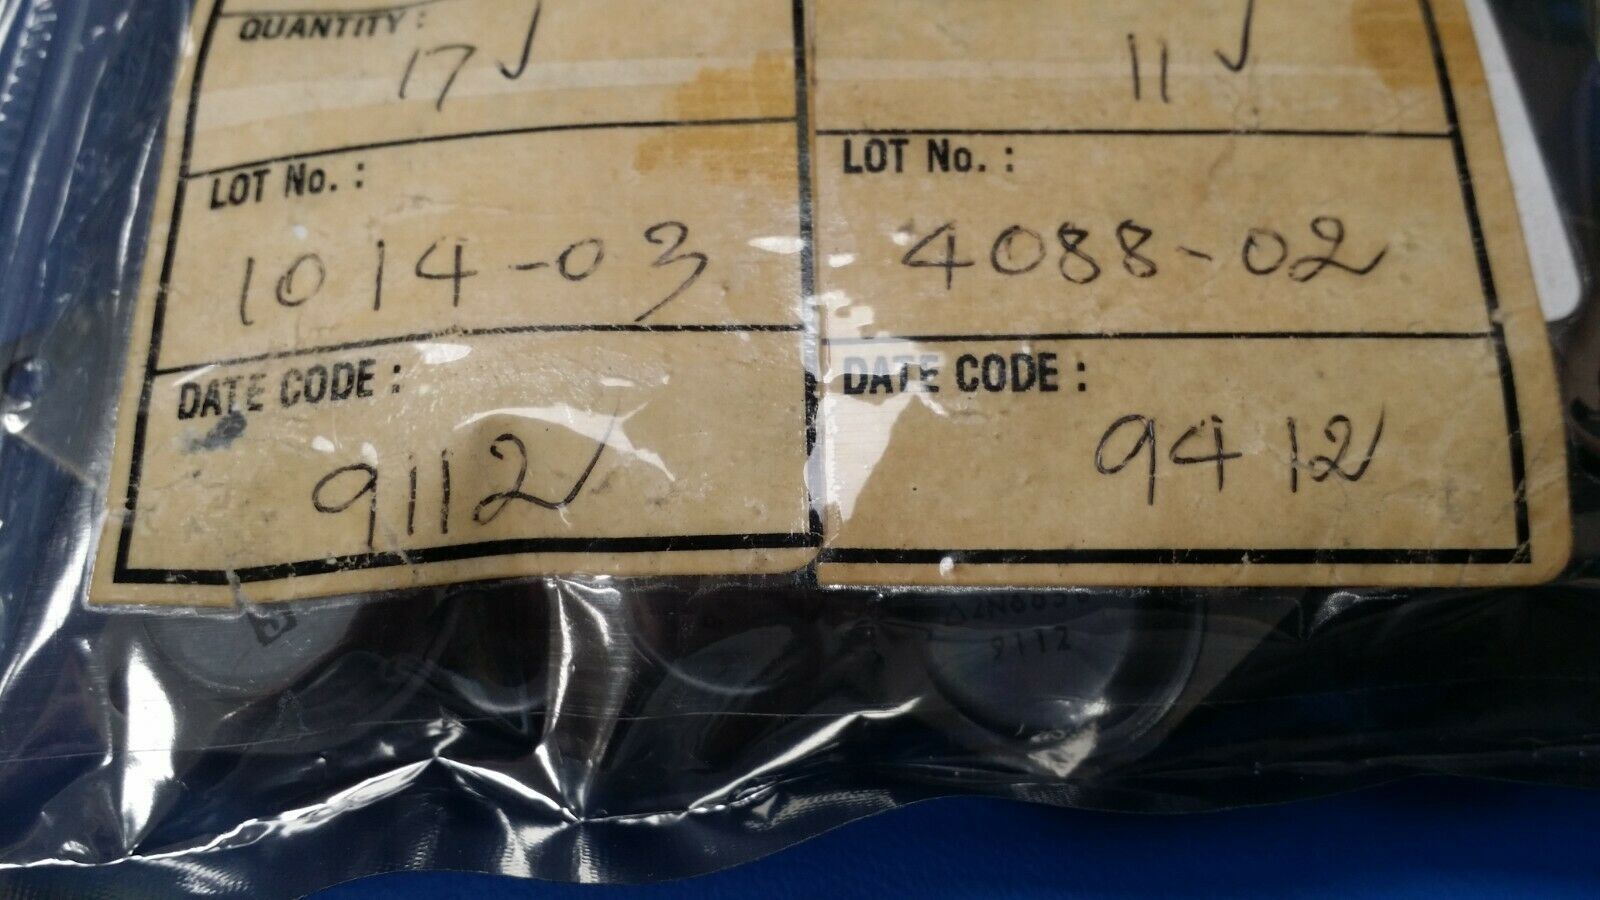 QUANTITY :
17 ✓
LOT No. :
1014-03
DATE CODE :
9112 ✓
11 ✓
LOT No. :
4088-02
DATE CODE :
9412 ✓
9112